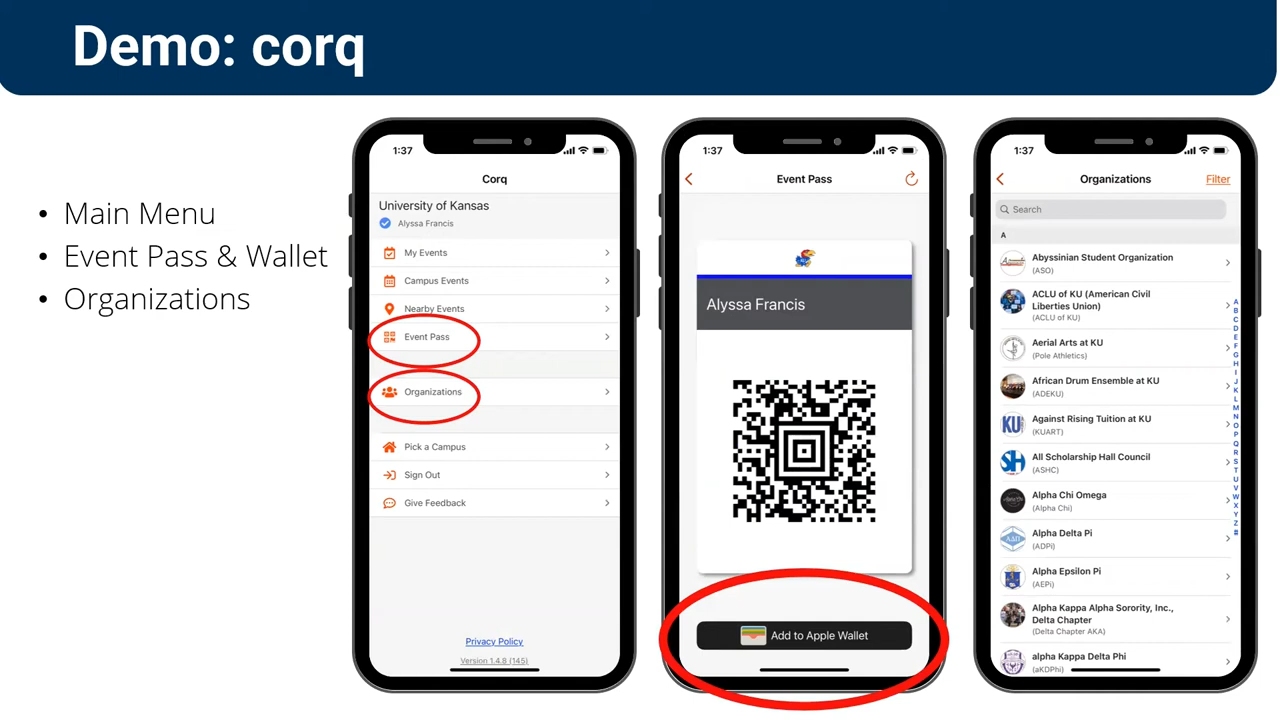 Demo: corq
• Main Menu
• Event Pass & Wallet
• Organizations
1:37
Corq
University of Kansas
Alyssa Francis
My Events
Campus Events
Nearby Events
Event Pass
Organizations
Pick a Campus
Sign Out
Give Feedback
Privacy Policy
Version 1.4.8 (145)
1:37
Event Pass
Alyssa Francis
Add to Apple Wallet
1:37
Organizations
Filter
Search
A
Abyssinian Student Organization
(ASO)
ACLU of KU (American Civil
Liberties Union)
(ACLU of KU)
Aerial Arts at KU
(Pole Athletics)
African Drum Ensemble at KU
(ADEKU)
KU
Against Rising Tuition at KU
(KUART)
SH
All Scholarship Hall Council
(ASHC)
Alpha Chi Omega
(Alpha Chi)
ΑΔΠ
Alpha Delta Pi
(ADPi)
Alpha Epsilon Pi
(AEPi)
Alpha Kappa Alpha Sorority, Inc.,
Delta Chapter
(Delta Chapter AKA)
alpha Kappa Delta Phi
(aKDPhi)
A
B
C
D
E
F
G
H
I
J
K
L
M
N
O
P
Q
R
S
T
U
V
W
X
Y
Z
#